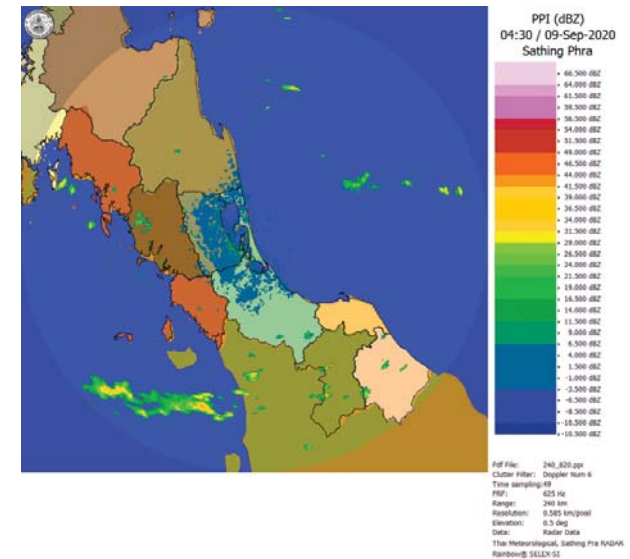 PPI (dBZ)
04:30 / 09-Sep-2020
Sathing Phra
66.500 dBZ
64.000 dBZ
61.500 dBZ
59.500 dBZ
56.500 dBZ
54.000 dBZ
51.500 dBZ
49.000 dBZ
46.500 dBZ
44.000 dBZ
41.500 dBZ
39.000 dBZ
36.500 dBZ
34.000 dBZ
31.500 dBZ
29.000 dBZ
26.500 dBZ
24.000 dBZ
21.500 dBZ
19.000 dBZ
16.500 dBZ
14.000 dBZ
11.500 dBZ
9.000 dBZ
6.500 dBZ
4.000 dBZ
1.500 dBZ
-1.000 dBZ
-3.500 dBZ
-6.500 dBZ
-8.500 dBZ
-10.500 dBZ
-10.500 dBZ
Pdf File: 240_820.ppi
Clutter Filter: Doppler Num 6
Time sampling:49
PRF: 625 Hz
Range: 240 km
Resolution: 0.585 km/pixel
Elevation: 0.5 deg
Data: Radar Data
Thai Meteorological, Sathing Pra RADAR
Rainbow® SELEX-SI